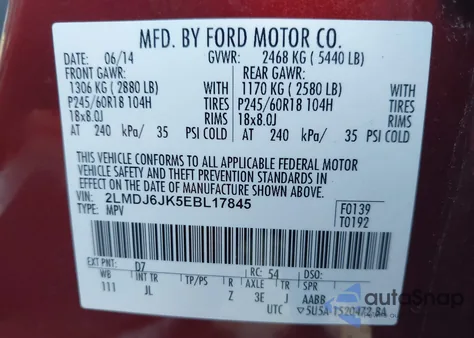 MFD. BY FORD MOTOR CO.
DATE: 06/14 GVWR: 2468 KG ( 5440 LB)
FRONT GAWR: REAR GAWR:
1306 KG ( 2880 LB) WITH 1170 KG ( 2580 LB)
P245/60R18 104H TIRES P245/60R18 104H
18x8.0J RIMS 18x8.0J
AT 240 kPa/ 35 PSI COLD AT 240 kPa/ 35 PSI COLD
THIS VEHICLE CONFORMS TO ALL APPLICABLE FEDERAL MOTOR
VEHICLE SAFETY AND THEFT PREVENTION STANDARDS IN EFFECT
ON THE DATE OF MANUFACTURE SHOWN ABOVE.
VIN: 2LMDJ6JK5EBL17845
TYPE: MPV
F0139
T0192
EXT PNT: D7 RC: 54 DSO:
WB INT TR TP/PS R AXLE TR SPR
111 JL Z 3E J AABB
UTC
autoSnap